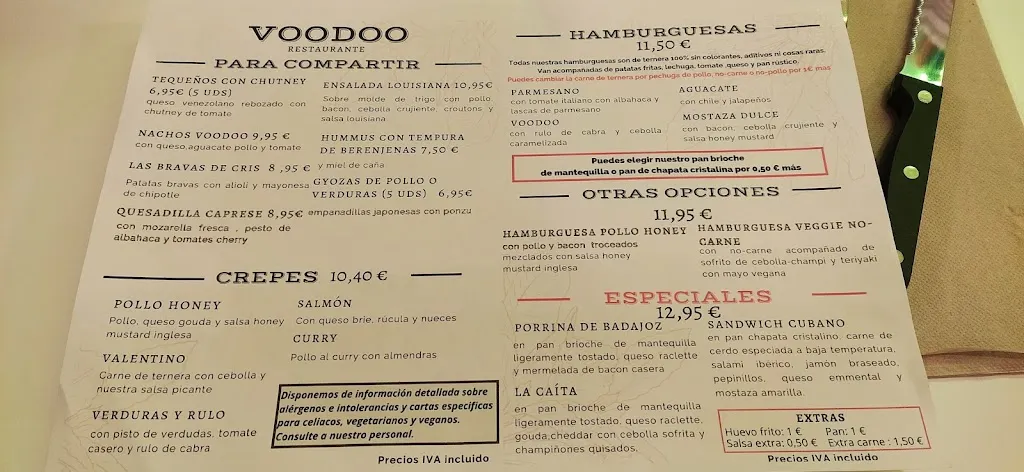 VOODOO
RESTAURANTE
PARA COMPARTIR
TEQUEÑOS CON CHUTNEY
6,95€ (5 UDS)
queso venezolano rebozado con
chutney de tomate
NACHOS VOODOO 9,95 €
con queso,aguacate pollo y tomate
LAS BRAVAS DE CRIS 8 ,95 €
Patatas bravas con alioli y mayonesa
de chipotle
QUESADILLA CAPRESE 8,95€
con mozarella fresca , pesto de
albahaca y tomates cherry
ENSALADA LOUISIANA 10,95€
Sobre molde de trigo con pollo,
bacon, cebolla crujiente, croutons y
salsa louisiana
HUMMUS CON TEMPURA
DE BERENJENAS 7,50 €
y miel de caña
GYOZAS DE POLLO O
VERDURAS (5 UDS) 6,95€
empanadillas japonesas con ponzu
CREPES 10,40 €
POLLO HONEY
Pollo, queso gouda y salsa honey
mustard inglesa
VALENTINO
Carne de ternera con cebolla y
nuestra salsa picante
VERDURAS Y RULO
con pisto de verdudas, tomate
casero y rulo de cabra
SALMÓN
Con queso brie, rúcula y nueces
CURRY
Pollo al curry con almendras
Disponemos de información detallada sobre
alérgenos e intolerancias y cartas específicas
para celíacos, vegetarianos y veganos.
Consulte a nuestro personal.
Precios IVA incluido
HAMBURGUESAS
11,50 €
Todas nuestras hamburguesas son de ternera 100% sin colorantes, aditivos ni cosas raras.
Van acompañadas de patatas fritas, lechuga, tomate ,queso y pan rústico.
Puedes cambiar la carne de ternera por pechuga de pollo, no-carne o no-pollo por 1€ más
PARMESANO
con tomate italiano con albahaca y
lascas de parmesano
VOODOO
con rulo de cabra y cebolla
caramelizada
AGUACATE
con chile y jalapeños
MOSTAZA DULCE
con bacon, cebolla crujiente y
salsa honey mustard
Puedes elegir nuestro pan brioche
de mantequilla o pan de chapata cristalina por 0,50 € más
OTRAS OPCIONES
11,95 €
HAMBURGUESA POLLO HONEY
con pollo y bacon troceados
mezclados con salsa honey
mustard inglesa
HAMBURGUESA VEGGIE NO-
CARNE
con no-carne acompañado de
sofrito de cebolla-champi y teriyaki
con mayo vegana
ESPECIALES
12,95 €
PORRINA DE BADAJOZ
en pan brioche de mantequilla
ligeramente tostado, queso raclette
y mermelada de bacon casera
LA CAÍTA
en pan brioche de mantequilla
ligeramente tostado, queso raclette,
gouda,cheddar con cebolla sofrita y
champiñones guisados.
SANDWICH CUBANO
en pan chapata cristalino, carne de
cerdo especiada a baja temperatura,
salami ibérico, jamón braseado,
pepinillos, queso emmental y
mostaza amarilla.
EXTRAS
Huevo frito: 1 € Pan: 1 €
Salsa extra: 0,50 € Extra carne : 1,50 €
Precios IVA incluido